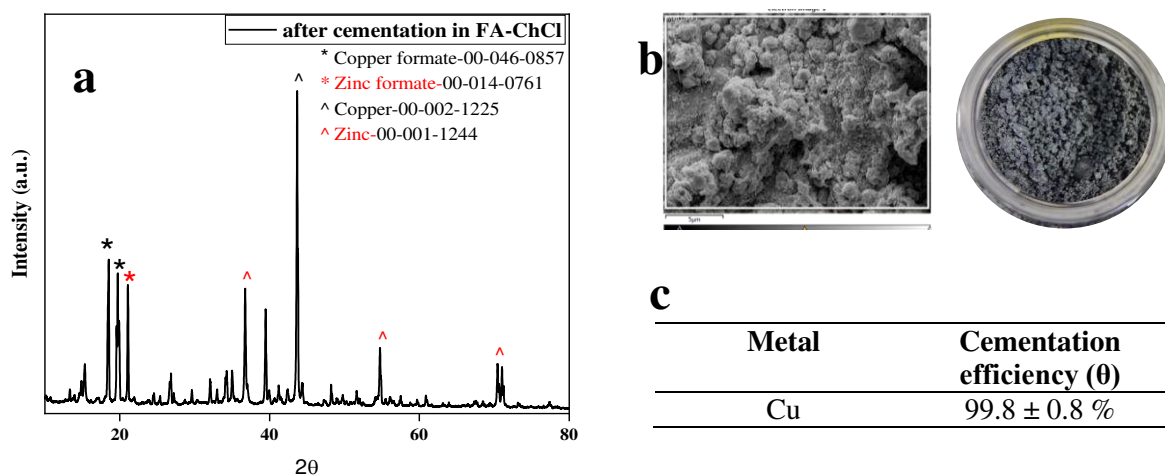 a
after cementation in FA-ChCl
* Copper formate-00-046-0857
* Zinc formate-00-014-0761
^ Copper-00-002-1225
^ Zinc-00-001-1244
^
* * *
^
^
^
Intensity (a.u.)
20 40 60 80
2θ
b
5µm
c
Metal Cementation
efficiency (θ)
Cu 99.8 ± 0.8 %